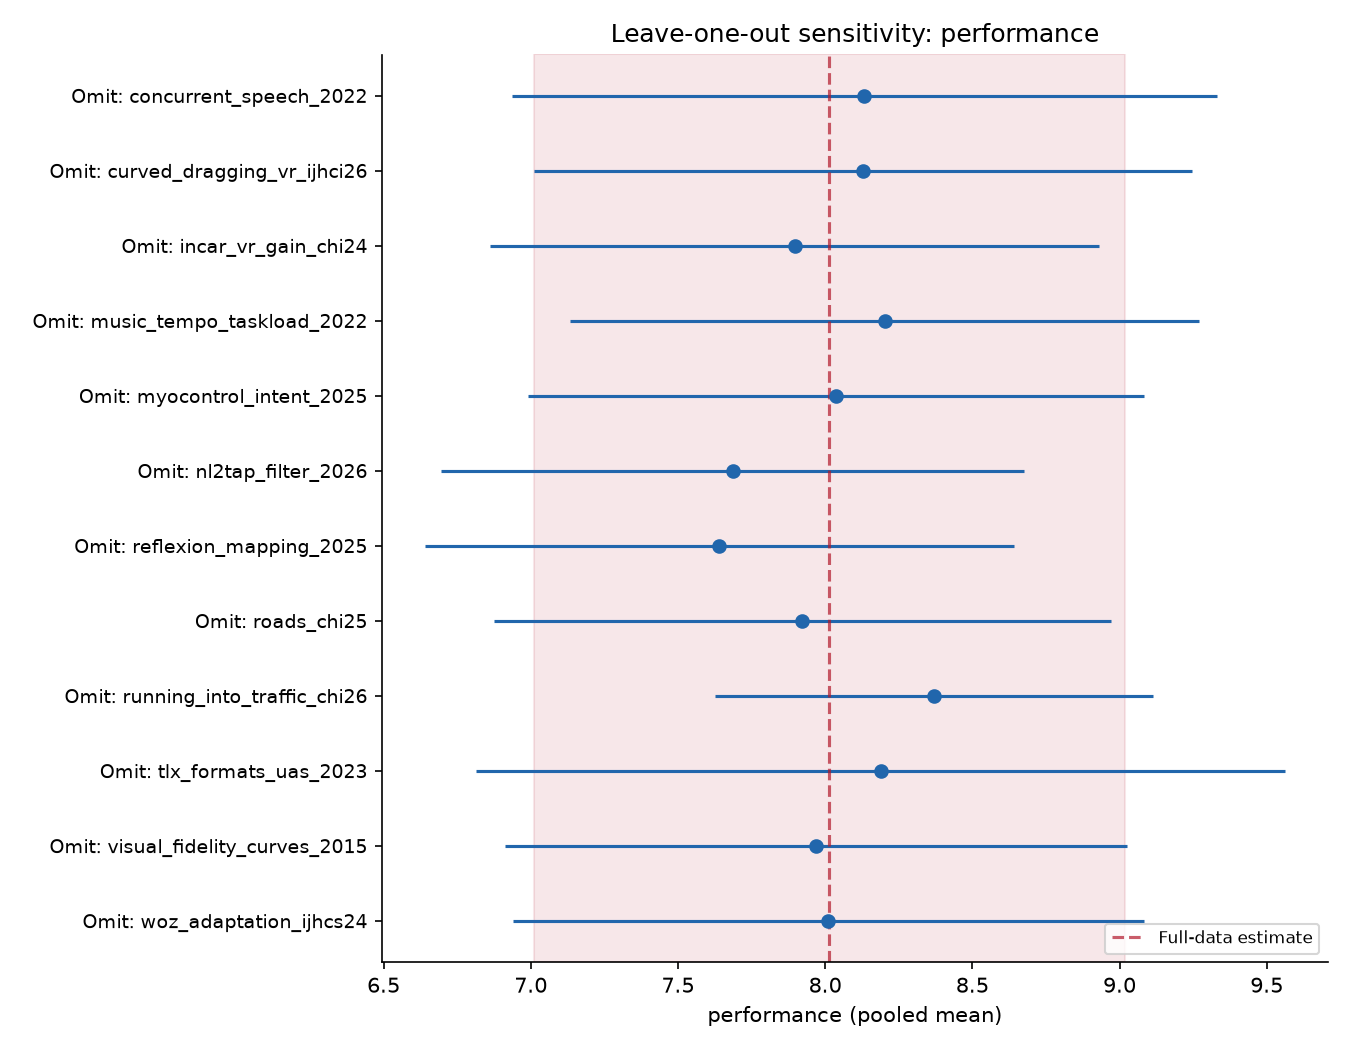 Leave-one-out sensitivity: performance
Omit: concurrent_speech_2022
Omit: curved_dragging_vr_ijhci26
Omit: incar_vr_gain_chi24
Omit: music_tempo_taskload_2022
Omit: myocontrol_intent_2025
Omit: nl2tap_filter_2026
Omit: reflexion_mapping_2025
Omit: roads_chi25
Omit: running_into_traffic_chi26
Omit: tlx_formats_uas_2023
Omit: visual_fidelity_curves_2015
Omit: woz_adaptation_ijhcs24
Full-data estimate
6.5 7.0 7.5 8.0 8.5 9.0 9.5
performance (pooled mean)